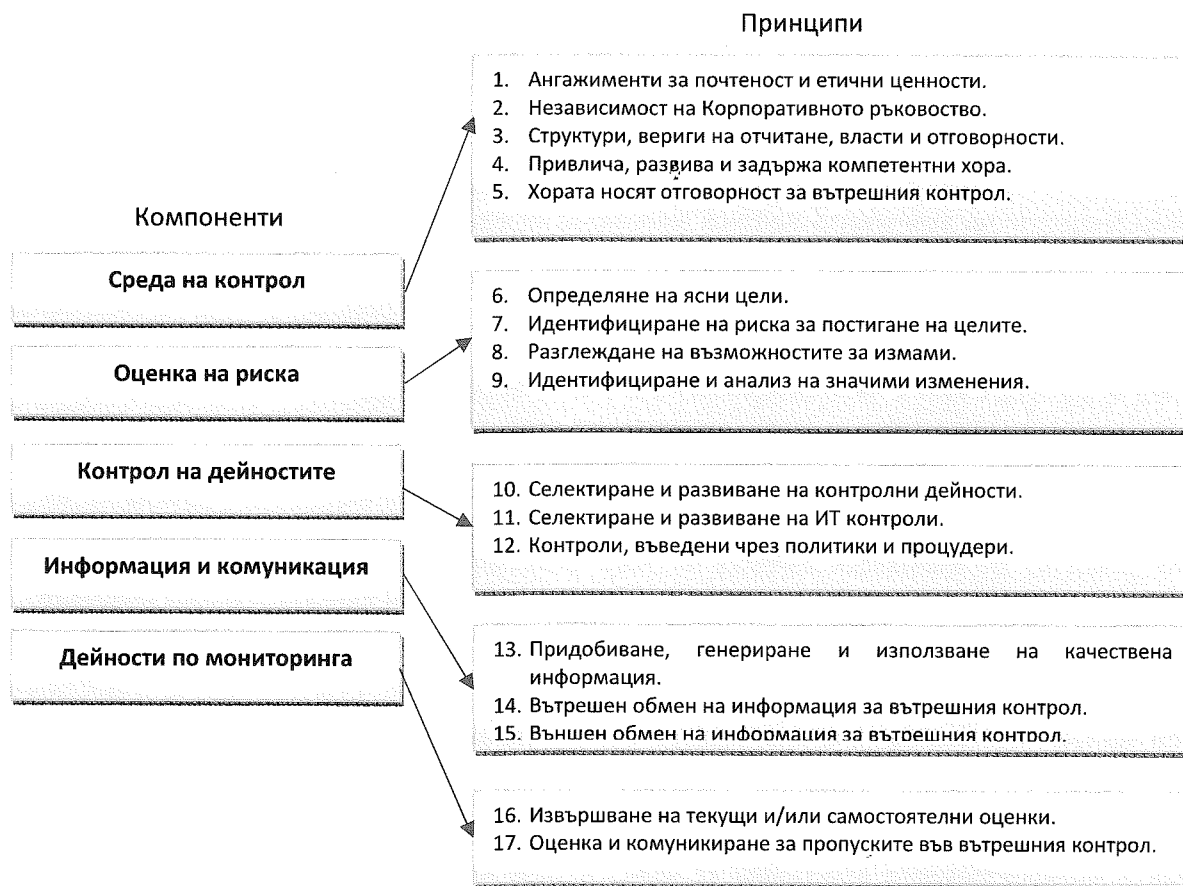 Принципи
1. Ангажименти за почтеност и етични ценности.
2. Независимост на Корпоративното ръковоство.
3. Структури, вериги на отчитане, власти и отговорности.
4. Привлича, развива и задържа компетентни хора.
5. Хората носят отговорност за вътрешния контрол.
Компоненти
Среда на контрол
6. Определяне на ясни цели.
7. Идентифициране на риска за постигане на целите.
8. Разглеждане на възможностите за измами.
9. Идентифициране и анализ на значими изменения.
Оценка на риска
Контрол на дейностите
10. Селектиране и развиване на контролни дейности.
11. Селектиране и развиване на ИТ контроли.
12. Контроли, въведени чрез политики и процудери.
Информация и комуникация
Дейности по мониторинга
13. Придобиване, генериране и използване на качествена
информация.
14. Вътрешен обмен на информация за вътрешния контрол.
15. Външен обмен на информация за вътрешния контрол.
16. Извършване на текущи и/или самостоятелни оценки.
17. Оценка и комуникиране за пропуските във вътрешния контрол.